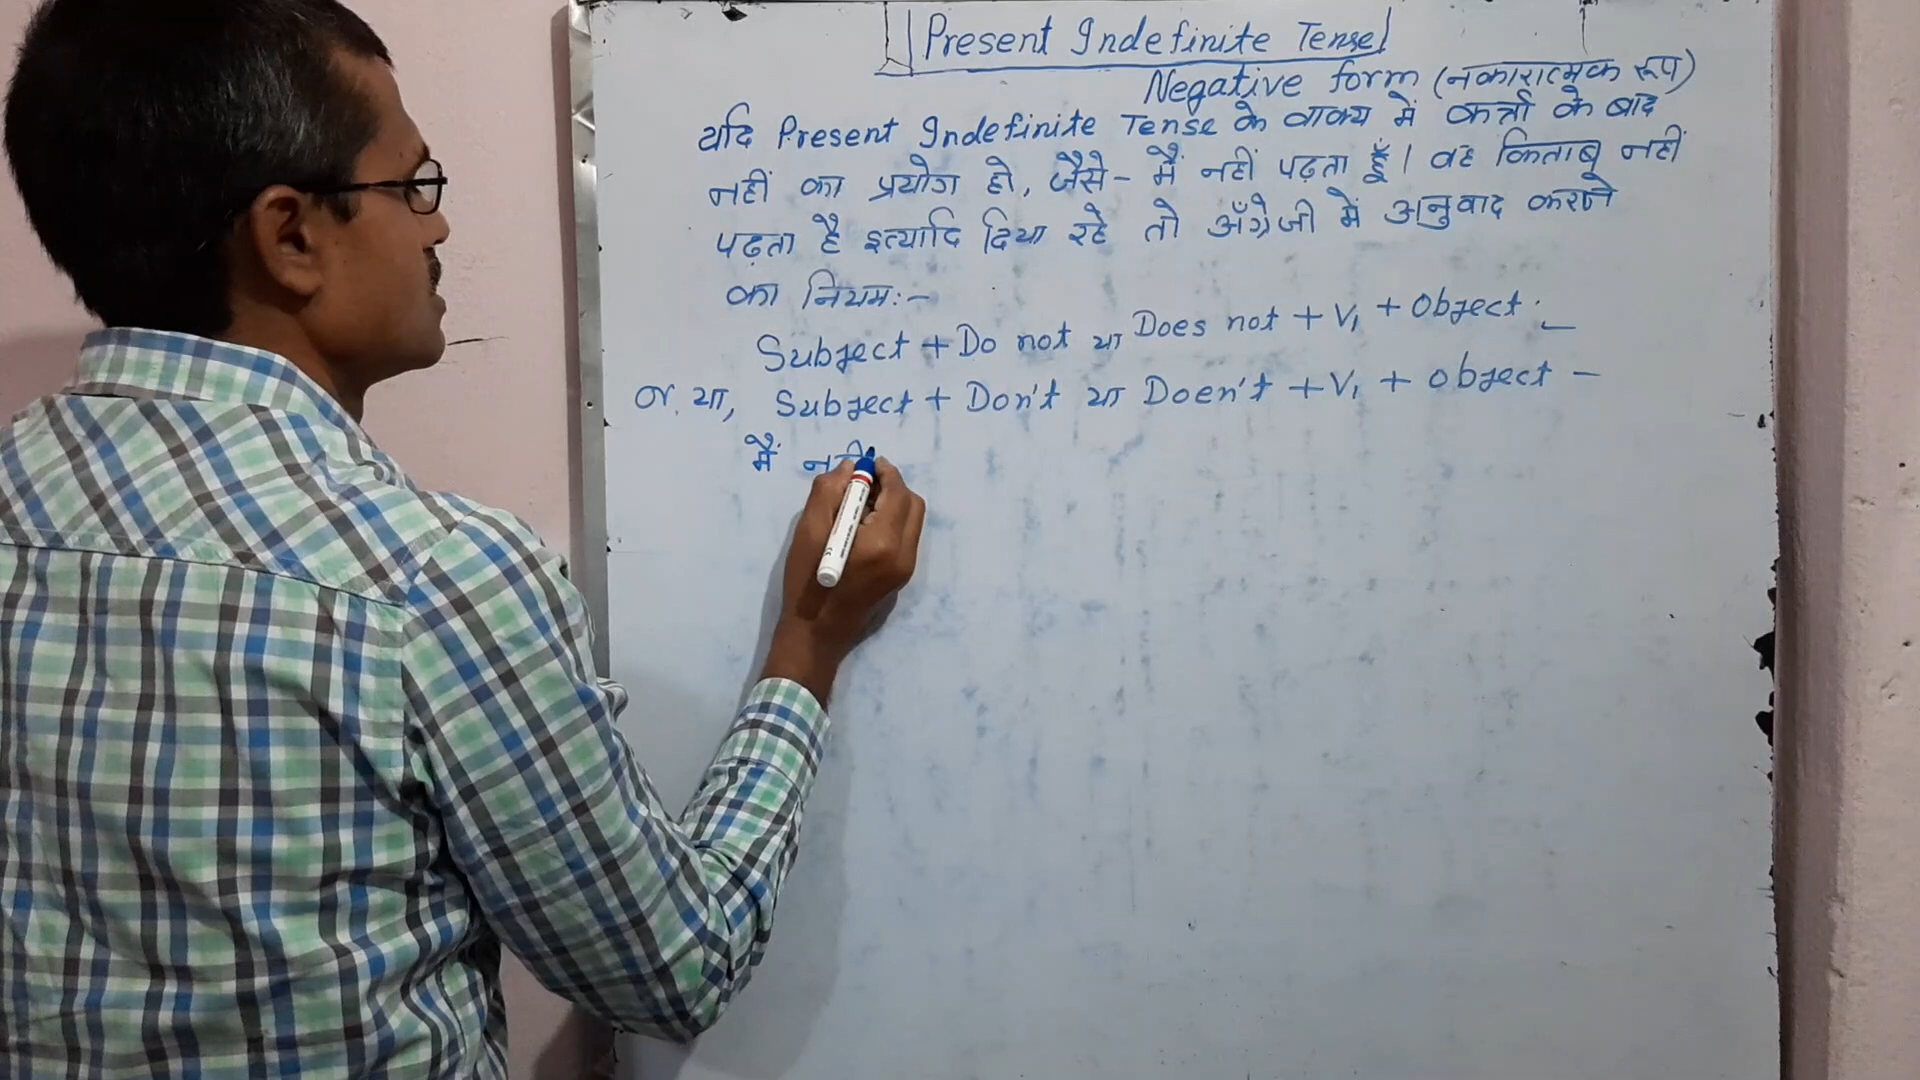 Present Indefinite Tense
Negative form (नकारात्मक रूप)
यदि Present Indefinite Tense के वाक्य में कर्त्ता के बाद
नहीं का प्रयोग हो, जैसे- मैं नहीं पढ़ता हूँ। वह किताब नहीं
पढ़ता है इत्यादि दिया रहे तो अँग्रेजी में अनुवाद करने
का नियम:-
Subject + Do not या Does not + V1 + Object.
or. या, Subject + Don't या Doen't + V1 + object -
मैं